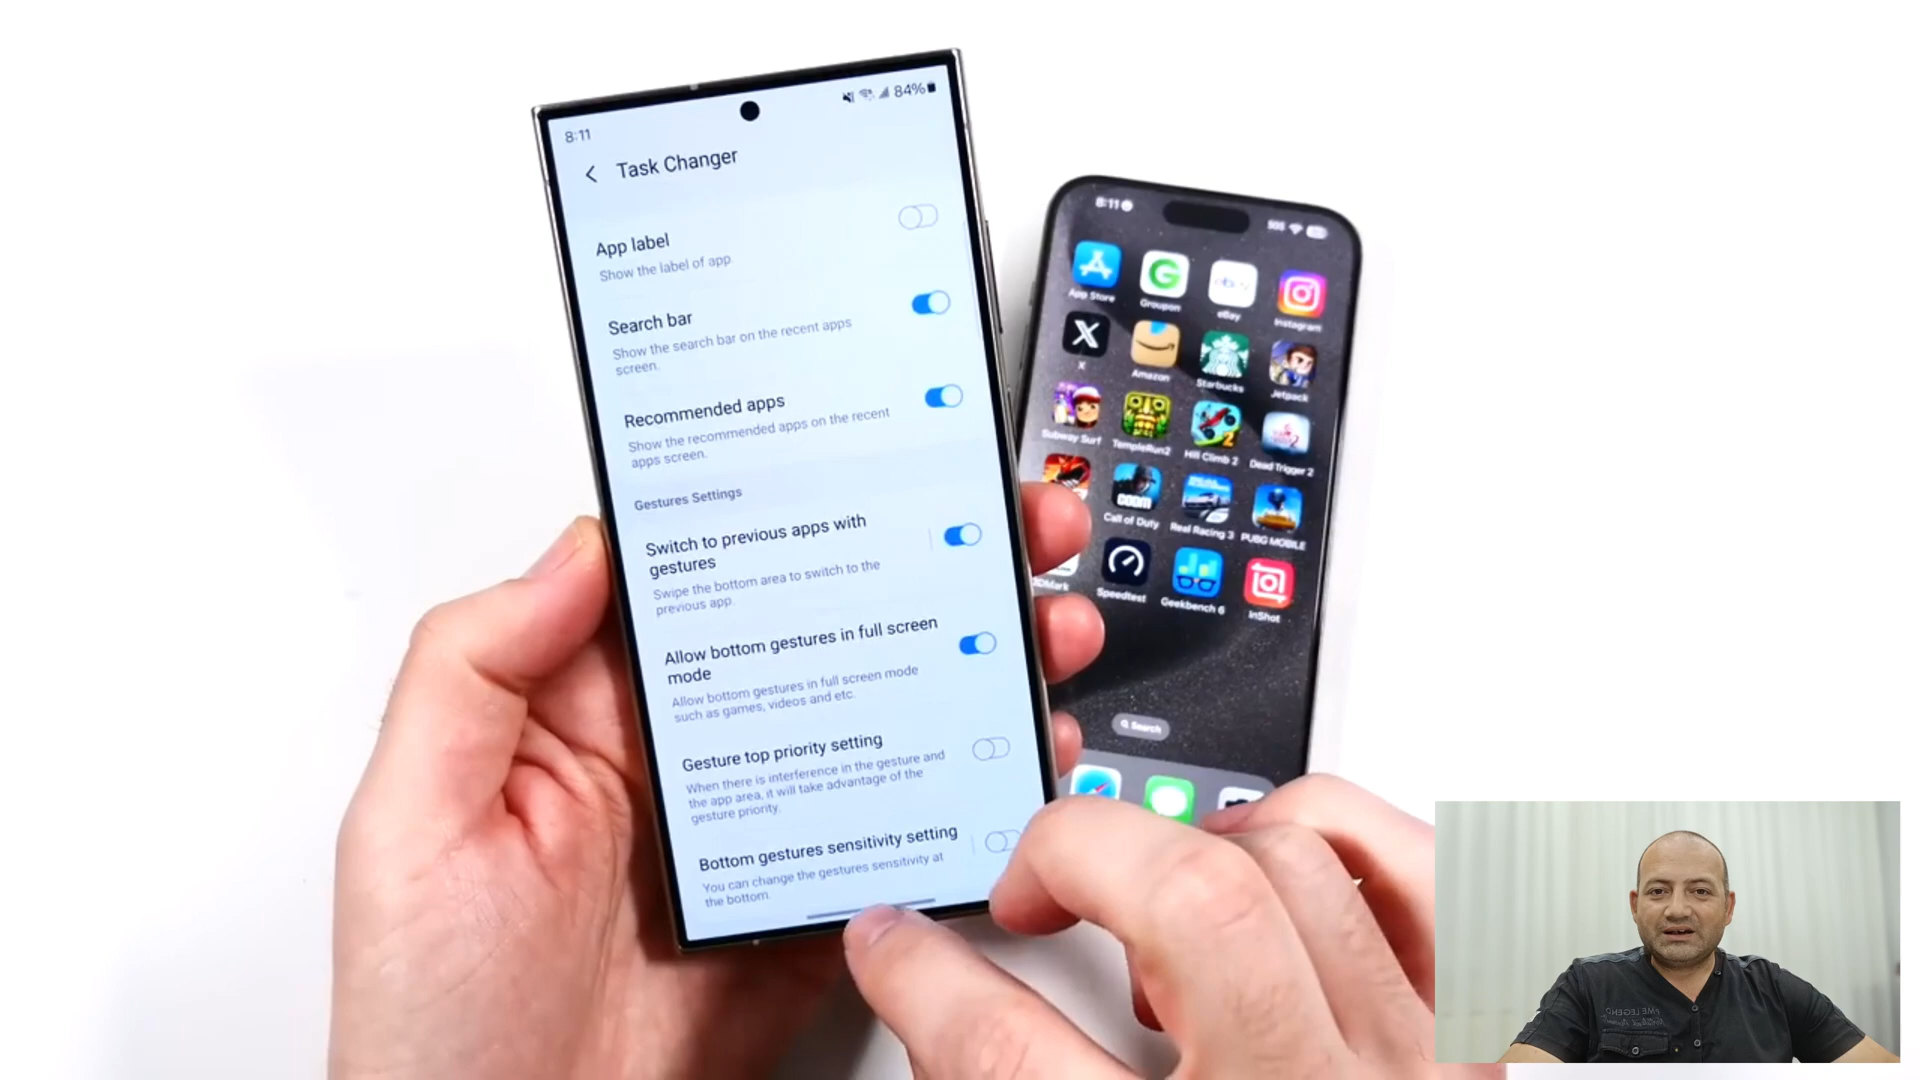 8:11
84%
Task Changer
App label
Show the label of app
Search bar
Show the search bar on the recent apps
screen.
Recommended apps
Show the recommended apps on the recent
apps screen.
Gestures Settings
Switch to previous apps with
gestures
Swipe the bottom area to switch to the
previous app.
Allow bottom gestures in full screen
mode
Allow bottom gestures in full screen mode
such as games, videos and etc.
Gesture top priority setting
When there is interference in the gesture and
the app area, it will take advantage of the
gesture priority.
Bottom gestures sensitivity setting
You can change the gestures sensitivity at
the bottom.
8:11
SOS
ebay
App Store Groupon eBay Instagram
X Amazon Starbucks Jetpack
Subway Surf TempleRun2 Hill Climb 2 Dead Trigger 2
DOOM
Call of Duty Real Racing 3 PUBG MOBILE
3DMark Speedtest Geekbench 6 InShot
Search